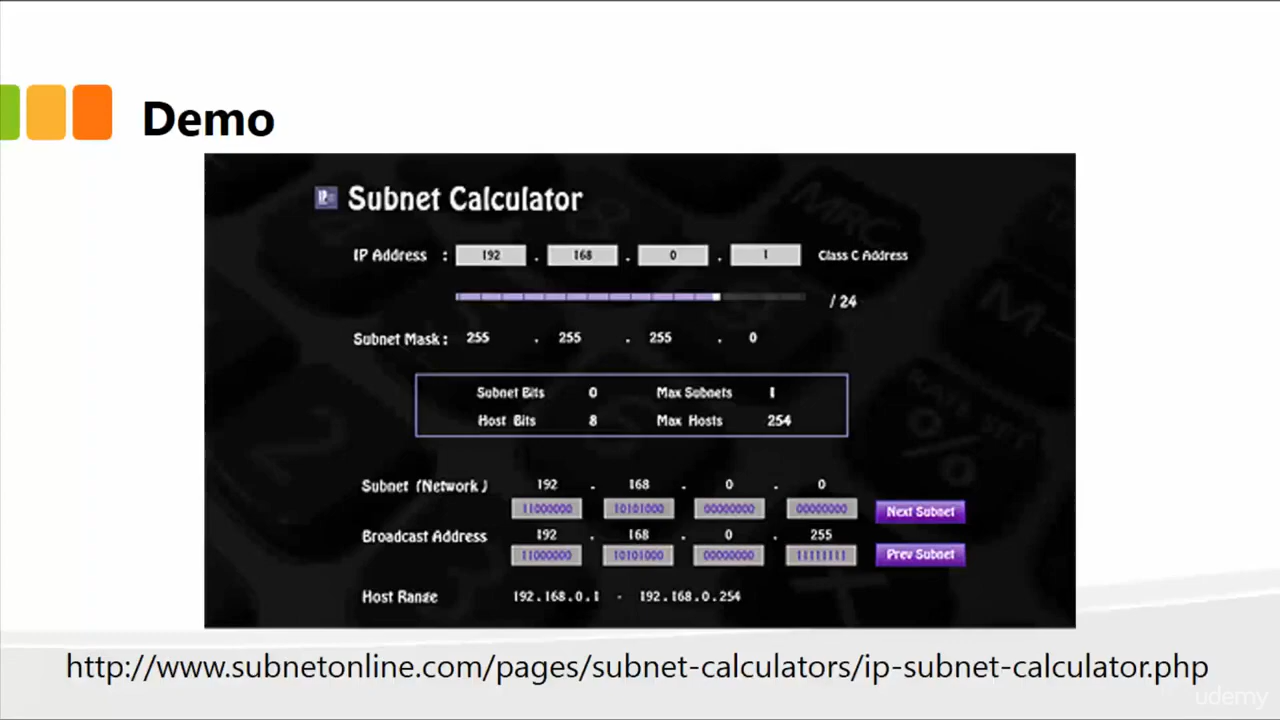 Demo
IP Subnet Calculator
IP Address : 192 . 168 . 0 . 1 Class C Address
/ 24
Subnet Mask : 255 . 255 . 255 . 0
Subnet Bits 0 Max Subnets 1
Host Bits 8 Max Hosts 254
Subnet (Network) 192 . 168 . 0 . 0
11000000 10101000 00000000 00000000 Next Subnet
Broadcast Address 192 . 168 . 0 . 255
11000000 10101000 00000000 11111111 Prev Subnet
Host Range 192.168.0.1 - 192.168.0.254
http://www.subnetonline.com/pages/subnet-calculators/ip-subnet-calculator.php
udemy